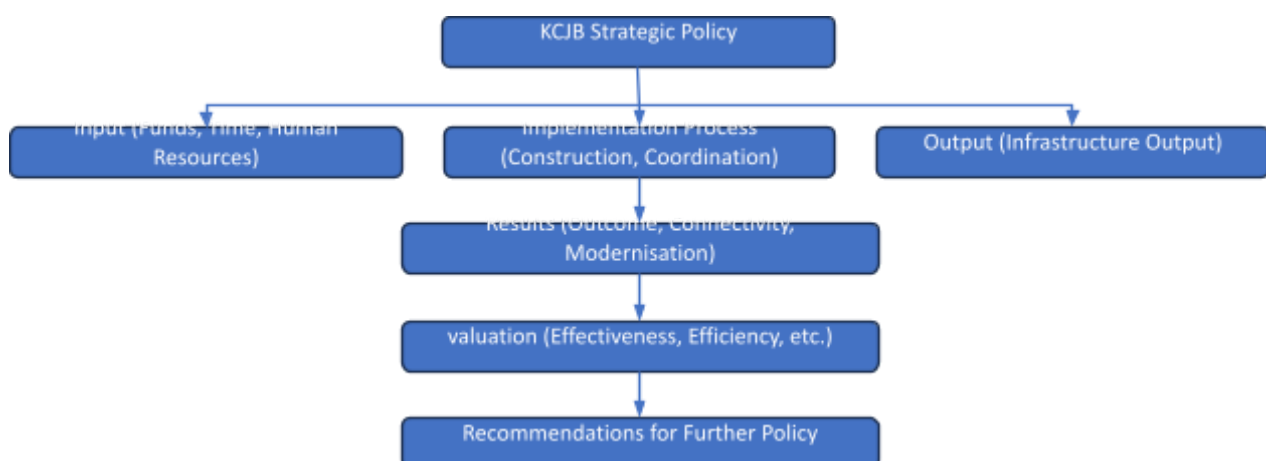 KCJB Strategic Policy
Input (Funds, Time, Human
Resources)
Implementation Process
(Construction, Coordination)
Output (Infrastructure Output)
Results (Outcome, Connectivity,
Modernisation)
valuation (Effectiveness, Efficiency, etc.)
Recommendations for Further Policy